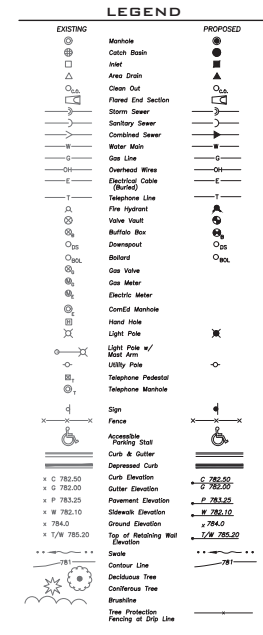 LEGEND
EXISTING PROPOSED
Manhole
Catch Basin
Inlet
Area Drain
C.O. Clean Out C.O.
Flared End Section
Storm Sewer
Sanitary Sewer
Combined Sewer
W Water Main W
G Gas Line G
OH Overhead Wires OH
E Electrical Cable E
(Buried)
T Telephone Line T
Fire Hydrant
Valve Vault
B Buffalo Box B
DS Downspout DS
BOL Bollard BOL
G Gas Valve
G Gas Meter
E Electric Meter
E ComEd Manhole
H Hand Hole
Light Pole
Light Pole w/
Mast Arm
Utility Pole
T Telephone Pedestal
T Telephone Manhole
Sign
x x x Fence x x x
Accessible
Parking Stall
Curb & Gutter
Depressed Curb
x C 782.50 Curb Elevation C 782.50
x G 782.00 Gutter Elevation G 782.00
x P 783.25 Pavement Elevation P 783.25
x W 782.10 Sidewalk Elevation W 782.10
x 784.0 Ground Elevation x 784.0
x T/W 785.20 Top of Retaining Wall T/W 785.20
Elevation
Swale
781 Contour Line 781
Deciduous Tree
Coniferous Tree
Brushline
Tree Protection x
Fencing at Drip Line